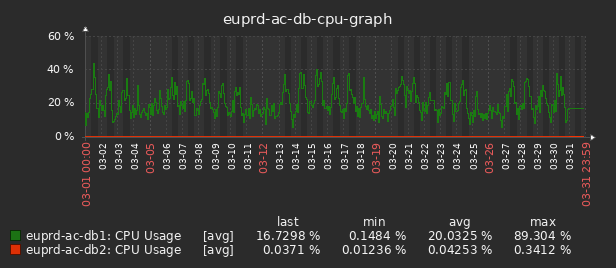 euprd-ac-db-cpu-graph
60 %
40 %
20 %
0 %
03-01 00:00 03-02 03-03 03-04 03-05 03-06 03-07 03-08 03-09 03-10 03-11 03-12 03-13 03-14 03-15 03-16 03-17 03-18 03-19 03-20 03-21 03-22 03-23 03-24 03-25 03-26 03-27 03-28 03-29 03-30 03-31 03-31 23:59
last min avg max
euprd-ac-db1: CPU Usage [avg] 16.7298 % 0.1484 % 20.0325 % 89.304 %
euprd-ac-db2: CPU Usage [avg] 0.0371 % 0.01236 % 0.04253 % 0.3412 %